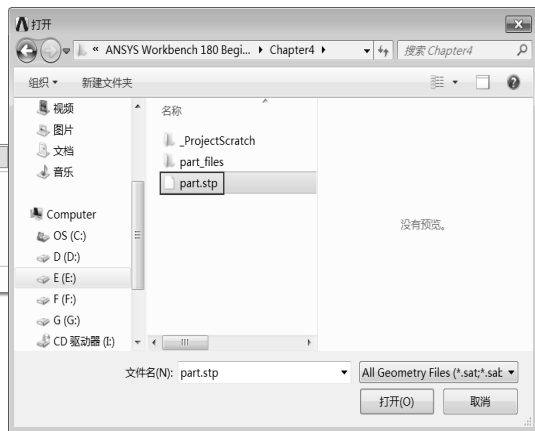 打开
« ANSYS Workbench 180 Begi... Chapter4
搜索 Chapter4
组织 新建文件夹
视频
图片
文档
音乐
Computer
OS (C:)
D (D:)
E (E:)
F (F:)
G (G:)
CD 驱动器 (I:)
名称
_ProjectScratch
part_files
part.stp
没有预览。
文件名(N): part.stp
All Geometry Files (*.sat;*.sat
打开(O) 取消